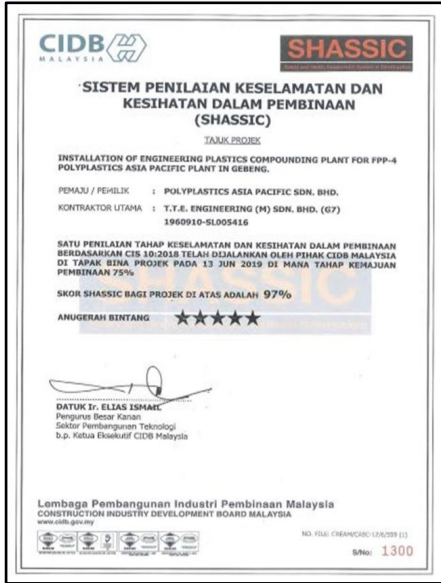 CIDB
MALAYSIA
SHASSIC
SISTEM PENILAIAN KESELAMATAN DAN
KESIHATAN DALAM PEMBINAAN
(SHASSIC)
TAJUK PROJEK
INSTALLATION OF ENGINEERING PLASTICS COMPOUNDING PLANT FOR FPP-4
POLYPLASTICS ASIA PACIFIC PLANT IN GEBENG.
PEMAJU / PEMILIK : POLYPLASTICS ASIA PACIFIC SDN. BHD.
KONTRAKTOR UTAMA : T.T.E. ENGINEERING (M) SDN. BHD. (G7)
1960910-SL005416
SATU PENILAIAN TAHAP KESELAMATAN DAN KESIHATAN DALAM PEMBINAAN
BERDASARKAN CIS 10:2018 TELAH DIJALANKAN OLEH PIHAK CIDB MALAYSIA
DI TAPAK BINA PROJEK PADA 13 JUN 2019 DI MANA TAHAP KEMAJUAN
PEMBINAAN 75%
SKOR SHASSIC BAGI PROJEK DI ATAS ADALAH 97%
ANUGERAH BINTANG ★★★★★
DATUK Ir. ELIAS ISMAIL
Pengurus Besar Kanan
Sektor Pembangunan Teknologi
b.p. Ketua Eksekutif CIDB Malaysia
Lembaga Pembangunan Industri Pembinaan Malaysia
CONSTRUCTION INDUSTRY DEVELOPMENT BOARD MALAYSIA
www.cidb.gov.my
S/No: 1300